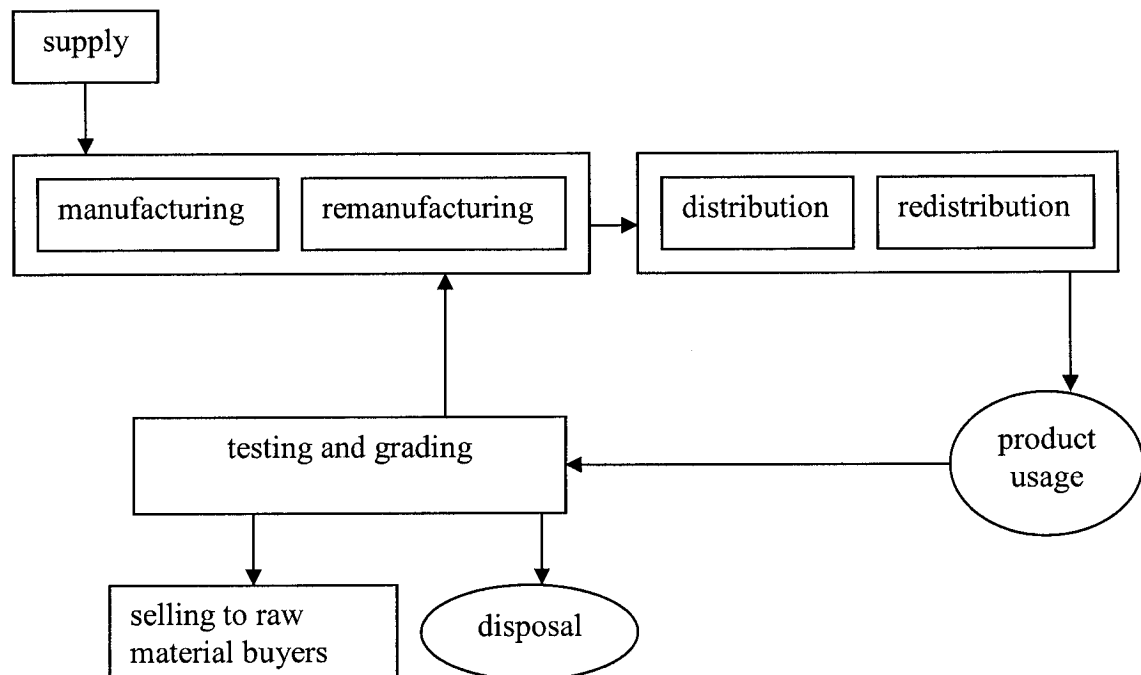 supply
manufacturing
remanufacturing
distribution
redistribution
testing and grading
product
usage
selling to raw
material buyers
disposal